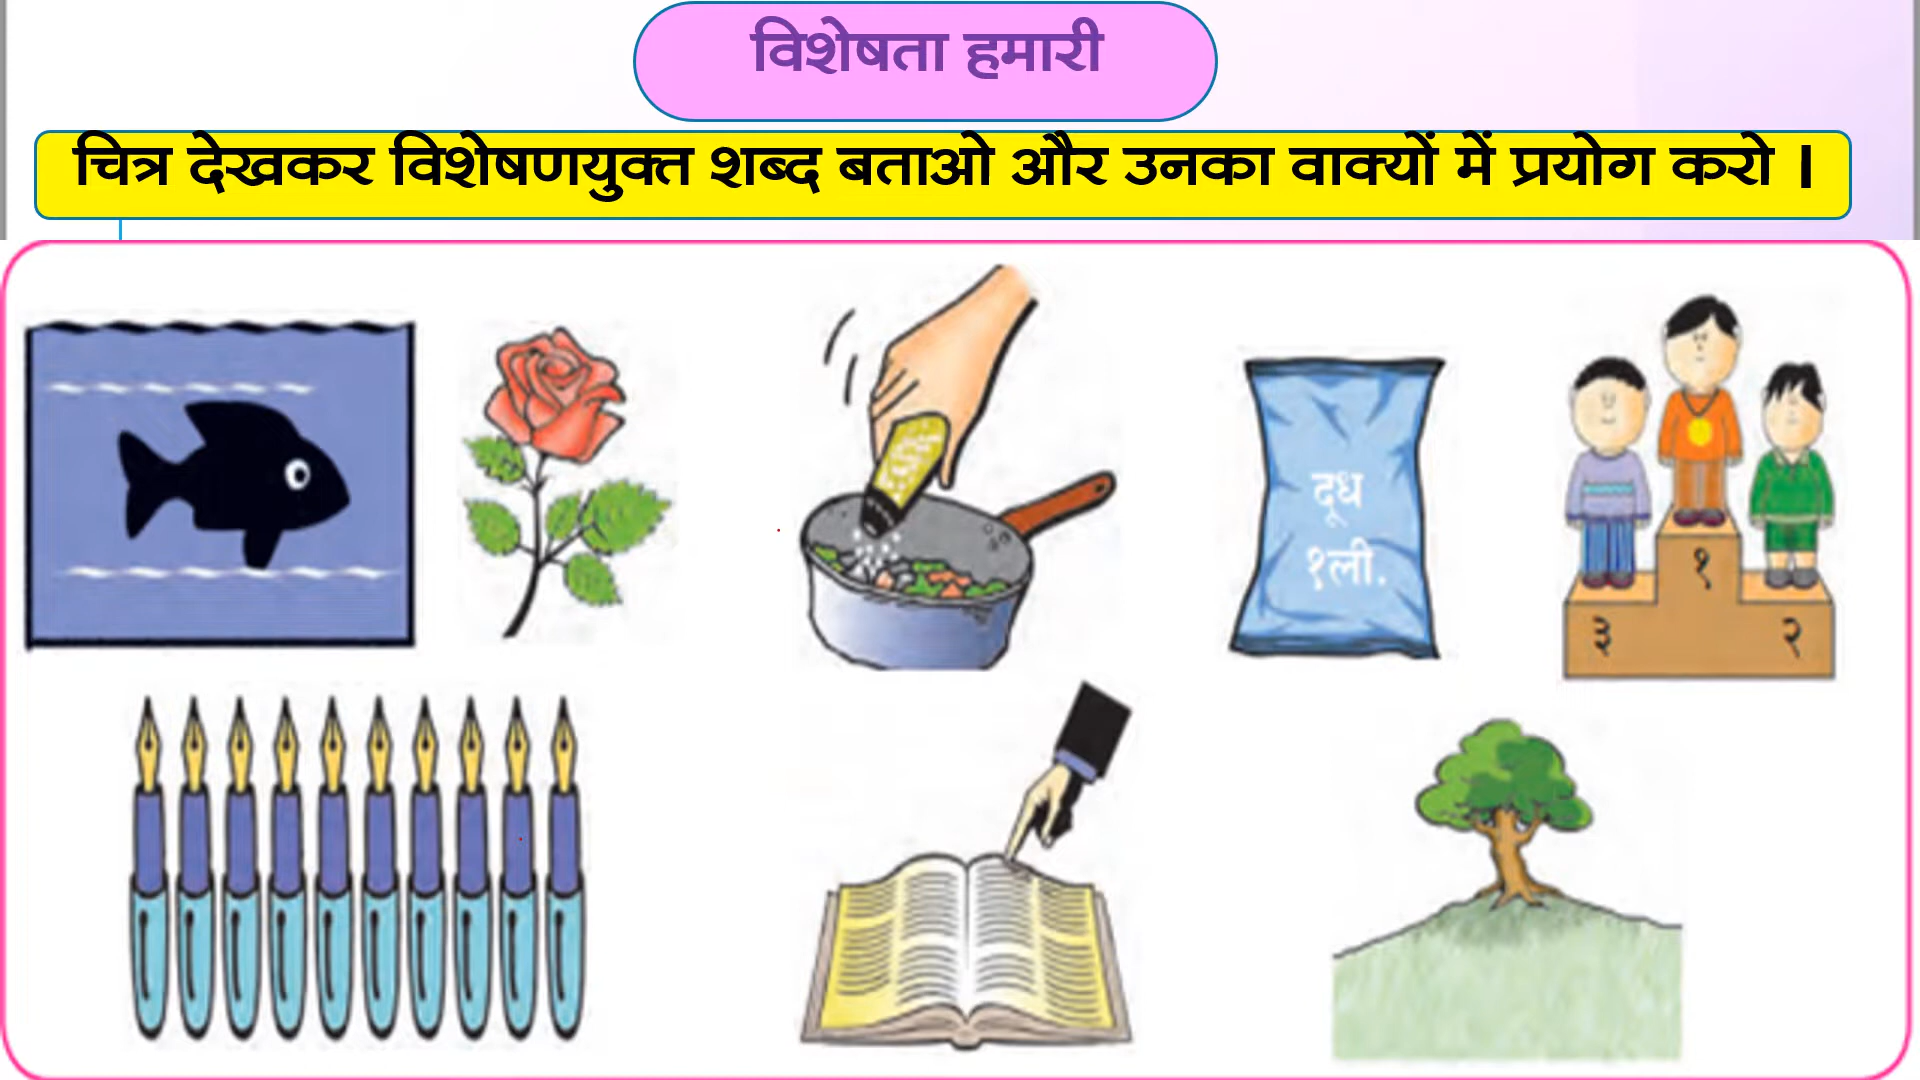 विशेषता हमारी
चित्र देखकर विशेषणयुक्त शब्द बताओ और उनका वाक्यों में प्रयोग करो ।
दूध
१ली.
१
३
२